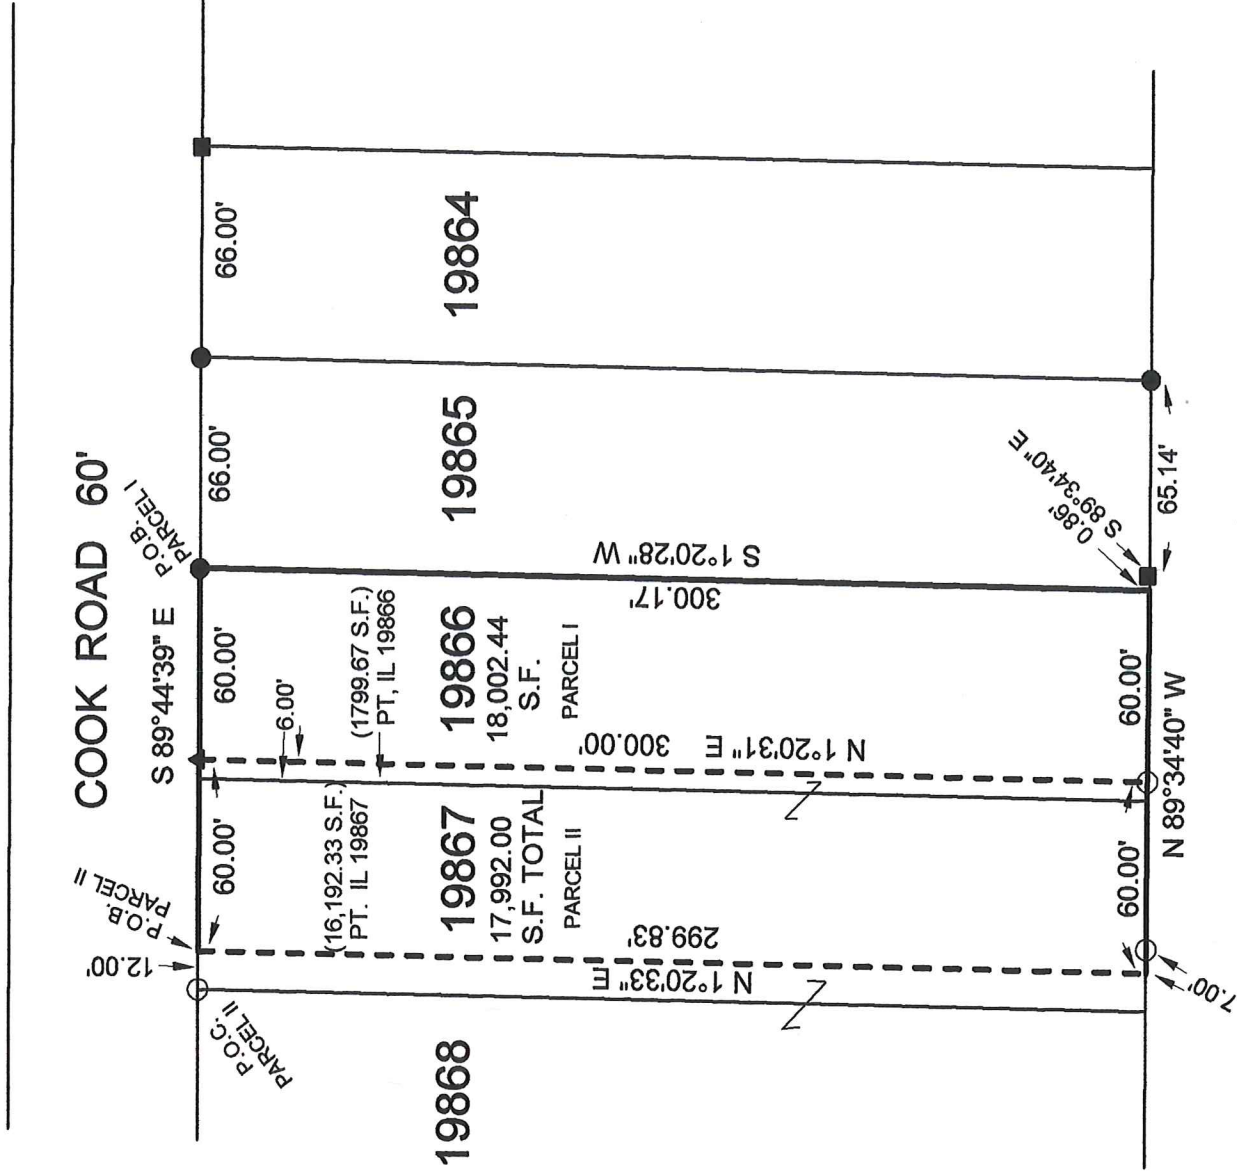 COOK ROAD 60'
S 89°44'39" E
P.O.B.
PARCEL I
P.O.B.
PARCEL II
P.O.C.
PARCEL II
12.00'
60.00'
60.00'
66.00'
66.00'
6.00'
(16,192.33 S.F.)
PT. IL 19867
(1799.67 S.F.)
PT, IL 19866
19868
19867
17,992.00
S.F. TOTAL
PARCEL II
19866
18,002.44
S.F.
PARCEL I
19865
19864
N 1°20'33" E
299.83'
N 1°20'31" E 300.00'
300.17'
S 1°20'28" W
0.86'
S 89°34'40" E
7.00'
60.00'
60.00'
65.14'
N 89°34'40" W